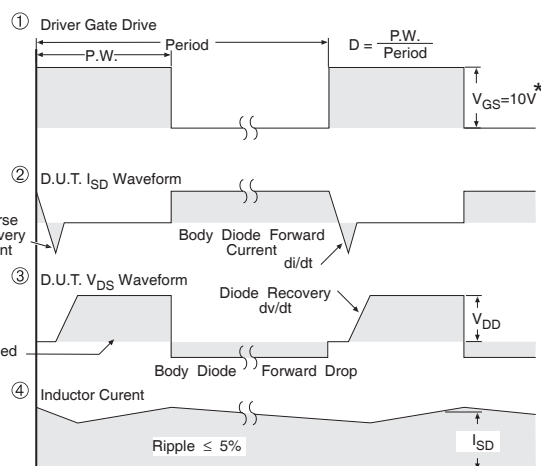 ① Driver Gate Drive
P.W.
Period
D = P.W.
Period
V_GS=10V*
② D.U.T. I_SD Waveform
Body Diode Forward
Current
di/dt
③ D.U.T. V_DS Waveform
Diode Recovery
dv/dt
V_DD
Body Diode Forward Drop
④ Inductor Curent
Ripple ≤ 5%
I_SD